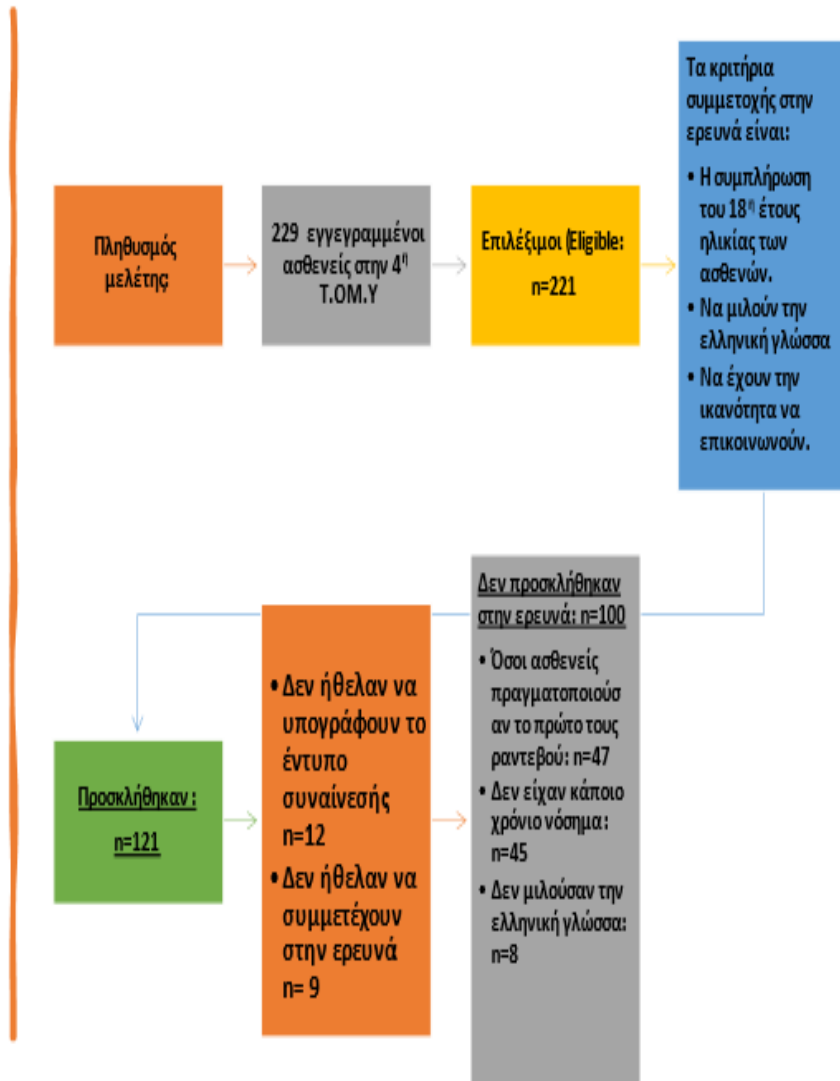 Πληθυσμός
μελέτης:
229 εγγεγραμμένοι
ασθενείς στην 4η
Τ.ΟΜ.Υ
Επιλέξιμοι (Eligible:
n=221
Τα κριτήρια
συμμετοχής στην
ερευνά είναι:
• Η συμπλήρωση
του 18η έτους
ηλικίας των
ασθενών.
• Να μιλούν την
ελληνική γλώσσα
• Να έχουν την
ικανότητα να
επικοινωνούν.
Προσκλήθηκαν :
n=121
• Δεν ήθελαν να
υπογράφουν το
έντυπο
συναίνεσής
n=12
• Δεν ήθελαν να
συμμετέχουν
στην ερευνά
n= 9
Δεν προσκλήθηκαν
στην ερευνά: n=100
• Όσοι ασθενείς
πραγματοποιούσ
αν το πρώτο τους
ραντεβού: n=47
• Δεν είχαν κάποιο
χρόνιο νόσημα :
n=45
• Δεν μιλούσαν την
ελληνική γλώσσα:
n=8